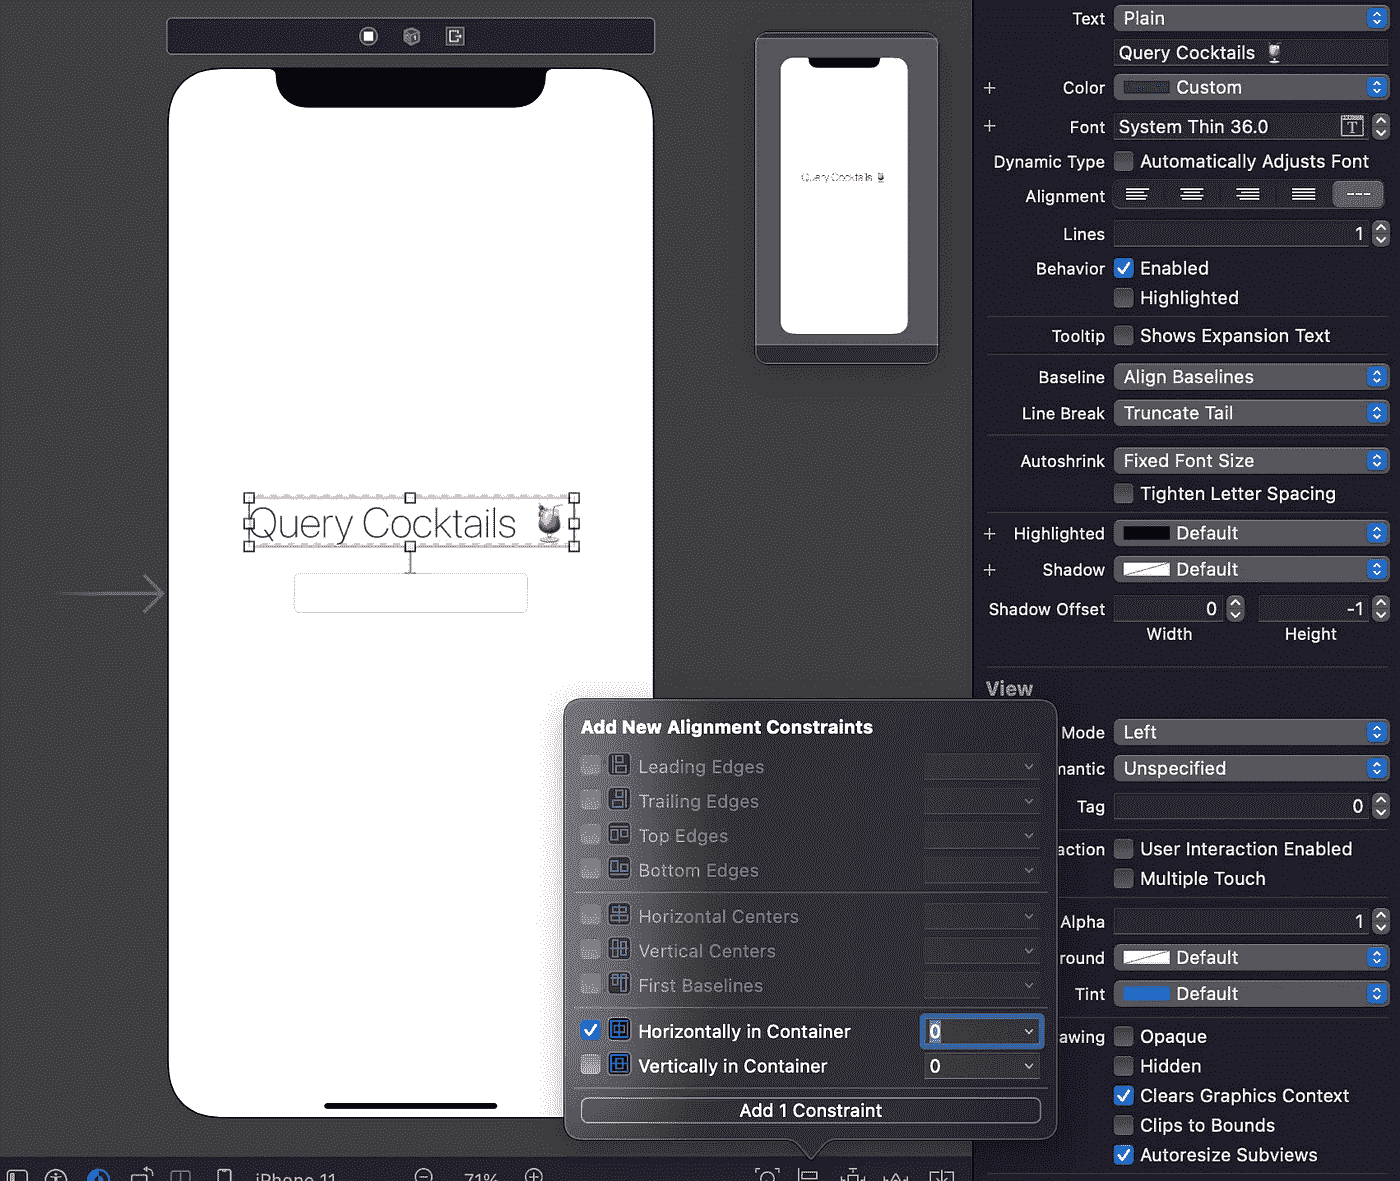 Query Cocktails
Query Cocktails
Text Plain
Query Cocktails
Color Custom
Font System Thin 36.0
Dynamic Type Automatically Adjusts Font
Alignment
Lines 1
Behavior Enabled
Highlighted
Tooltip Shows Expansion Text
Baseline Align Baselines
Line Break Truncate Tail
Autoshrink Fixed Font Size
Tighten Letter Spacing
Highlighted Default
Shadow Default
Shadow Offset 0 -1
Width Height
View
Mode Left
mantic Unspecified
Tag 0
action User Interaction Enabled
Multiple Touch
Alpha 1
round Default
Tint Default
awing Opaque
Hidden
Clears Graphics Context
Clips to Bounds
Autoresize Subviews
Add New Alignment Constraints
Leading Edges
Trailing Edges
Top Edges
Bottom Edges
Horizontal Centers
Vertical Centers
First Baselines
Horizontally in Container 0
Vertically in Container 0
Add 1 Constraint
iPhone 11 71%